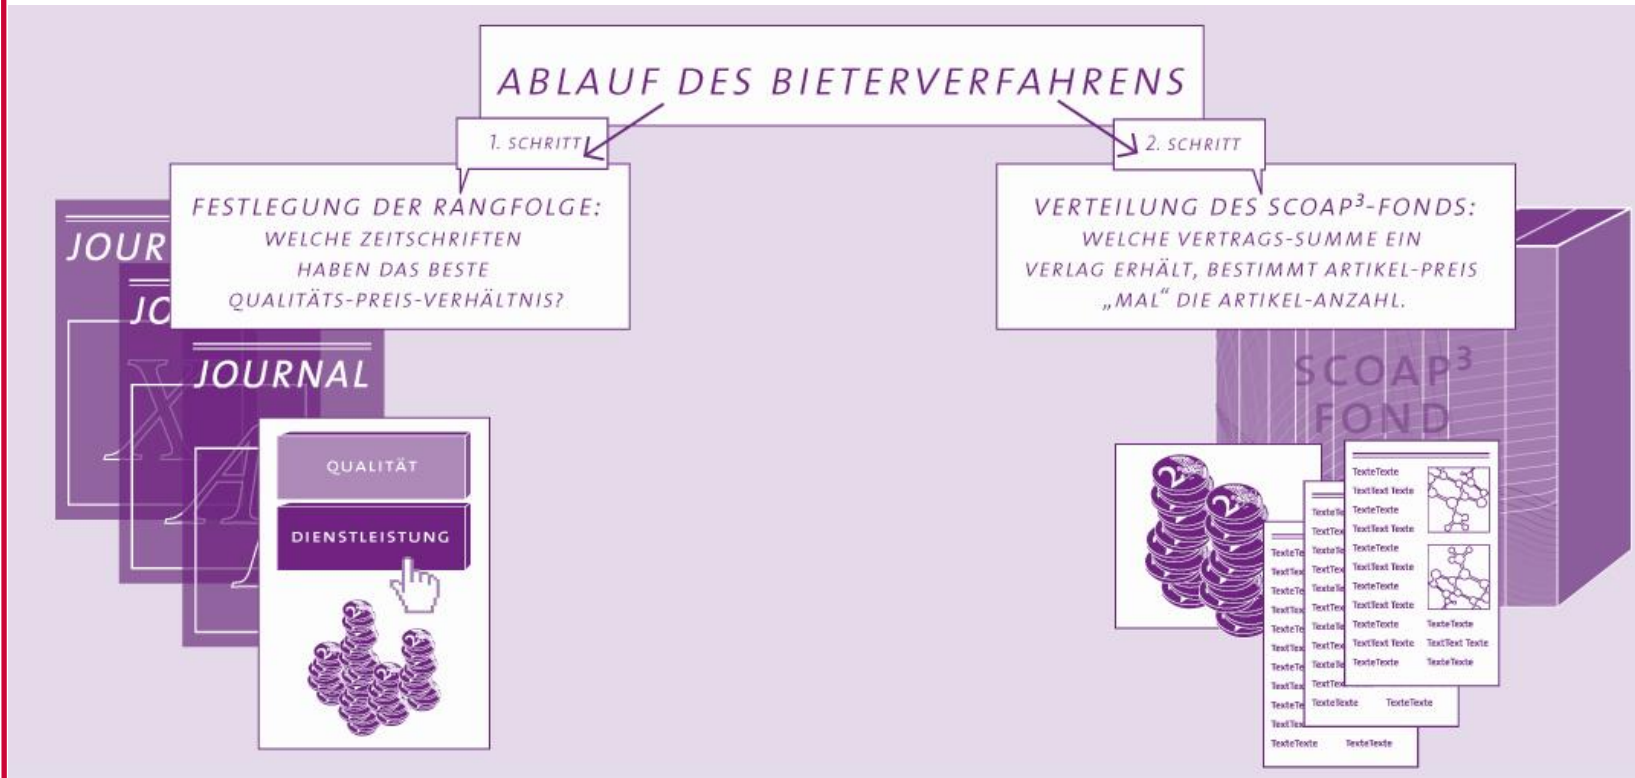 ABLAUF DES BIETERVERFAHRENS
1. SCHRITT
FESTLEGUNG DER RANGFOLGE:
WELCHE ZEITSCHRIFTEN
HABEN DAS BESTE
QUALITÄTS-PREIS-VERHÄLTNIS?
JOUR
JO
JOURNAL
X
A
QUALITÄT
DIENSTLEISTUNG
2. SCHRITT
VERTEILUNG DES SCOAP³-FONDS:
WELCHE VERTRAGS-SUMME EIN
VERLAG ERHÄLT, BESTIMMT ARTIKEL-PREIS
„MAL“ DIE ARTIKEL-ANZAHL.
SCOAP³
FOND
2
2
TexteTexte
TextText Texte
TexteTexte
TextText Texte
TexteTexte
TextText Texte
TexteTexte
TextText Texte
TexteTexte TexteTexte
TextText Texte TextText Texte
TexteTexte TexteTexte
TexteTexte TexteTexte
TexteTexte TexteTexte